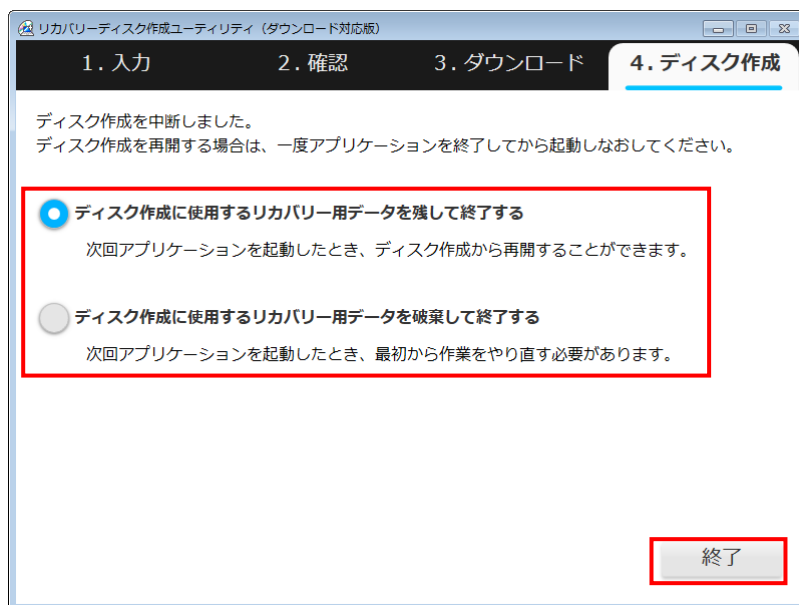 リカバリーディスク作成ユーティリティ（ダウンロード対応版）
1. 入力
2. 確認
3. ダウンロード
4. ディスク作成
ディスク作成を中断しました。
ディスク作成を再開する場合は、一度アプリケーションを終了してから起動しなおしてください。
ディスク作成に使用するリカバリー用データを残して終了する
次回アプリケーションを起動したとき、ディスク作成から再開することができます。
ディスク作成に使用するリカバリー用データを破棄して終了する
次回アプリケーションを起動したとき、最初から作業をやり直す必要があります。
終了